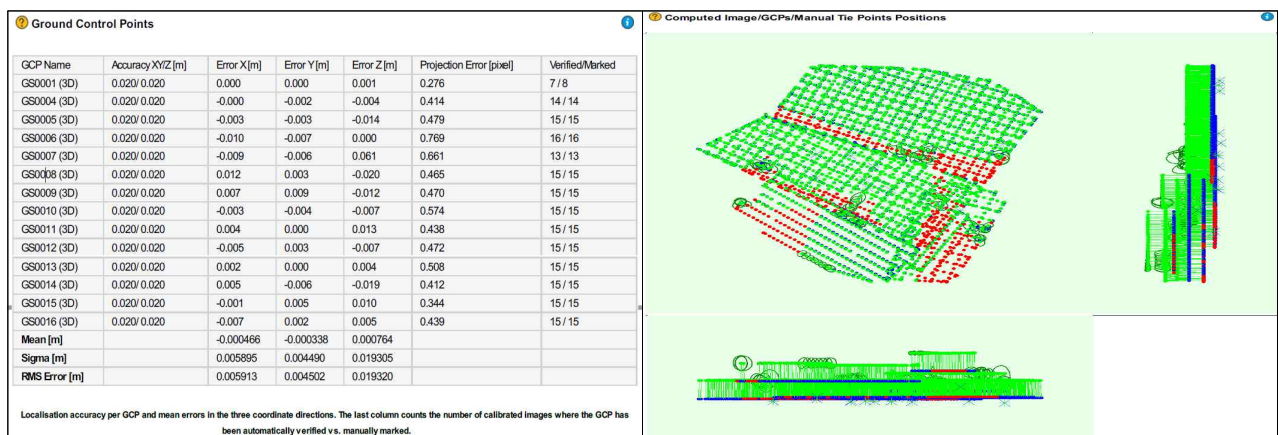 Ground Control Points
GCP Name Accuracy XY/Z [m] Error X [m] Error Y [m] Error Z [m] Projection Error [pixel] Verified/Marked
GS0001 (3D) 0.020/ 0.020 0.000 0.000 0.001 0.276 7 / 8
GS0004 (3D) 0.020/ 0.020 -0.000 -0.002 -0.004 0.414 14 / 14
GS0005 (3D) 0.020/ 0.020 -0.003 -0.003 -0.014 0.479 15 / 15
GS0006 (3D) 0.020/ 0.020 -0.010 -0.007 0.000 0.769 16 / 16
GS0007 (3D) 0.020/ 0.020 -0.009 -0.006 0.061 0.661 13 / 13
GS0008 (3D) 0.020/ 0.020 0.012 0.003 -0.020 0.465 15 / 15
GS0009 (3D) 0.020/ 0.020 0.007 0.009 -0.012 0.470 15 / 15
GS0010 (3D) 0.020/ 0.020 -0.003 -0.004 -0.007 0.574 15 / 15
GS0011 (3D) 0.020/ 0.020 0.004 0.000 0.013 0.438 15 / 15
GS0012 (3D) 0.020/ 0.020 -0.005 0.003 -0.007 0.472 15 / 15
GS0013 (3D) 0.020/ 0.020 0.002 0.000 0.004 0.508 15 / 15
GS0014 (3D) 0.020/ 0.020 0.005 -0.006 -0.019 0.412 15 / 15
GS0015 (3D) 0.020/ 0.020 -0.001 0.005 0.010 0.344 15 / 15
GS0016 (3D) 0.020/ 0.020 -0.007 0.002 0.005 0.439 15 / 15
Mean [m] -0.000466 -0.000338 0.000764
Sigma [m] 0.005895 0.004490 0.019305
RMS Error [m] 0.005913 0.004502 0.019320
Localisation accuracy per GCP and mean errors in the three coordinate directions. The last column counts the number of calibrated images where the GCP has
been automatically verified vs. manually marked.
Computed Image/GCPs/Manual Tie Points Positions